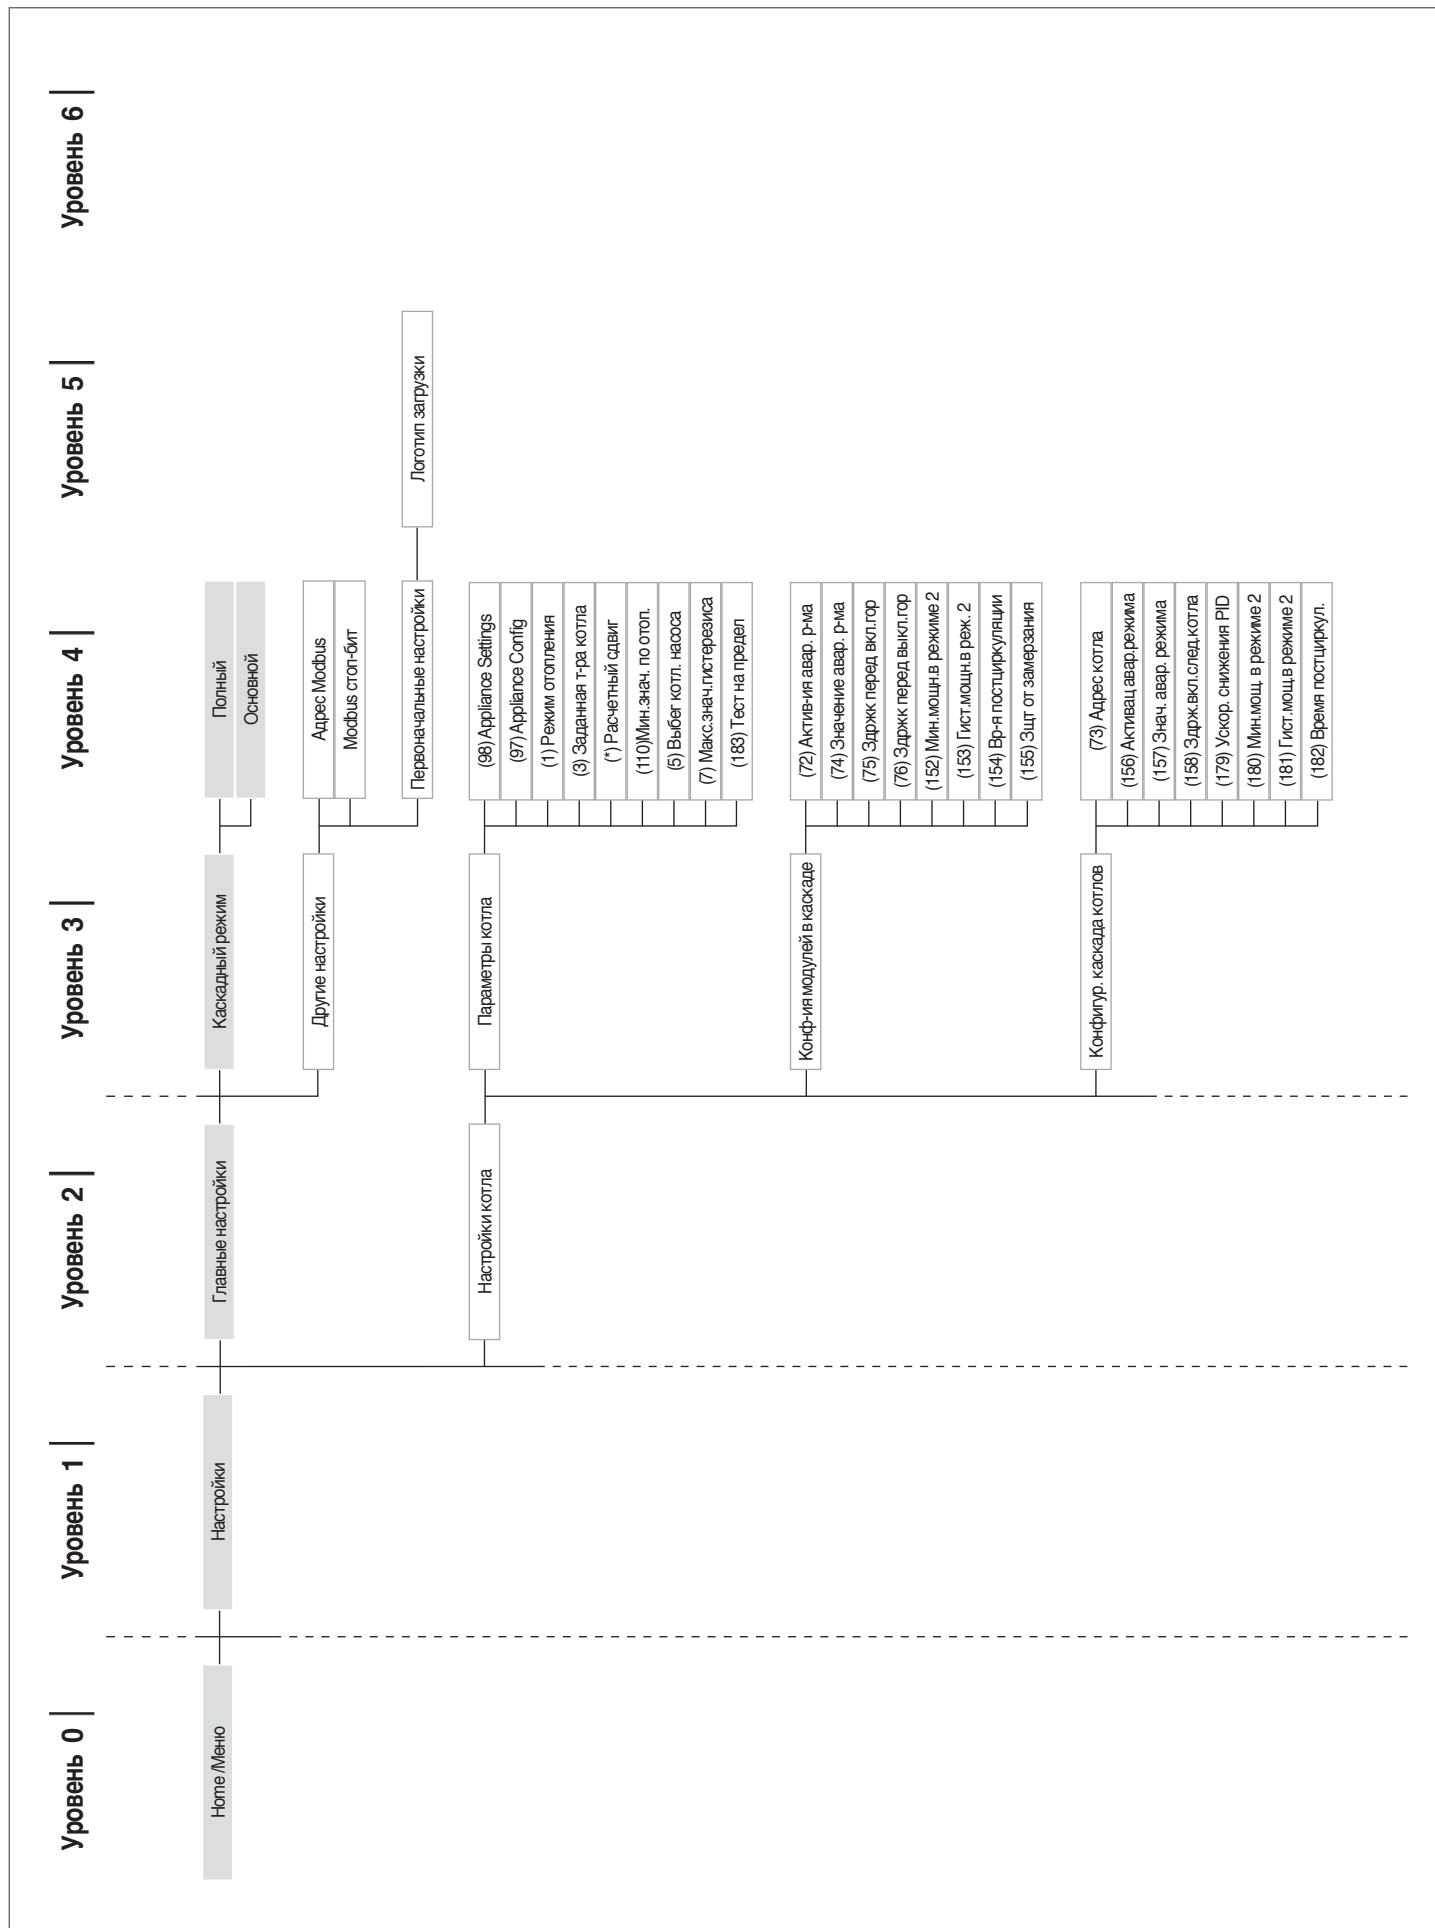 Уровень 0
Уровень 1
Уровень 2
Уровень 3
Уровень 4
Уровень 5
Уровень 6
Home /Меню
Настройки
Главные настройки
Каскадный режим
Полный
Основной
Другие настройки
Адрес Modbus
Modbus стоп-бит
Первоначальные настройки
Логотип загрузки
Настройки котла
Параметры котла
(98) Appliance Settings
(97) Appliance Config
(1) Режим отопления
(3) Заданная т-ра котла
(*) Расчетный сдвиг
(110)Мин.знач. по отоп.
(5) Выбег котл. насоса
(7) Макс.знач.гистерезиса
(183) Тест на предел
Конф-ия модулей в каскаде
(72) Актив-ия авар. р-ма
(74) Значение авар. р-ма
(75) Здржк перед вкл.гор
(76) Здржк перед выкл.гор
(152) Мин.мощн.в режиме 2
(153) Гист.мощн.в реж. 2
(154) Вр-я постциркуляции
(155) Зщт от замерзания
Конфигур. каскада котлов
(73) Адрес котла
(156) Активац авар.режима
(157) Знач. авар. режима
(158) Здрж.вкл.след.котла
(179) Ускор. снижения PID
(180) Мин.мощ. в режиме 2
(181) Гист.мощ.в режиме 2
(182) Время постциркул.